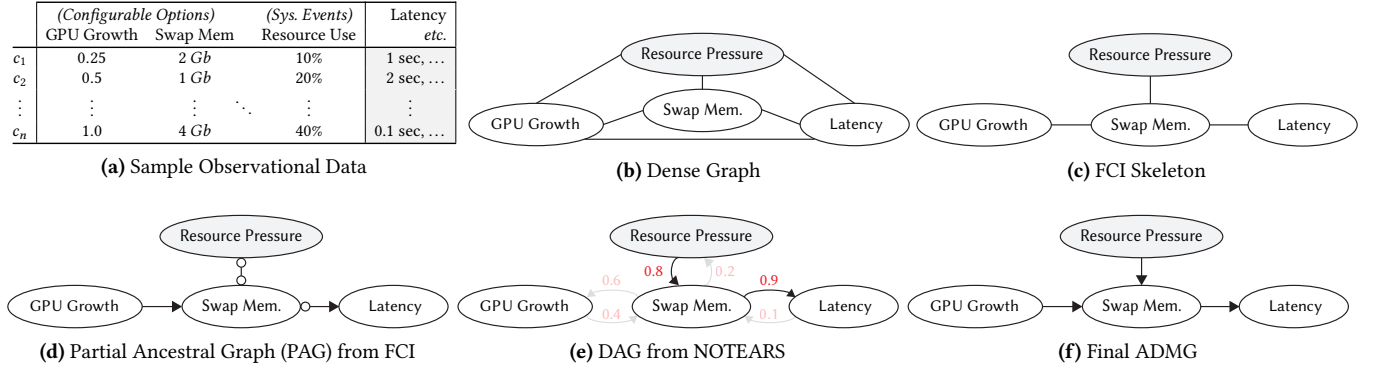 (Configurable Options) (Sys. Events) Latency
GPU Growth Swap Mem Resource Use etc.
c1 0.25 2 Gb 10% 1 sec, …
c2 0.5 1 Gb 20% 2 sec, …
⋮ ⋮ ⋮ ⋱ ⋮ ⋮
cn 1.0 4 Gb 40% 0.1 sec, …
(a) Sample Observational Data
Resource Pressure
Swap Mem.
GPU Growth Latency
(b) Dense Graph
Resource Pressure
GPU Growth Swap Mem. Latency
(c) FCI Skeleton
Resource Pressure
GPU Growth Swap Mem. Latency
(d) Partial Ancestral Graph (PAG) from FCI
Resource Pressure
0.6 0.8 0.2 0.9
GPU Growth Swap Mem. Latency
0.4 0.1
(e) DAG from NOTEARS
Resource Pressure
GPU Growth Swap Mem. Latency
(f) Final ADMG